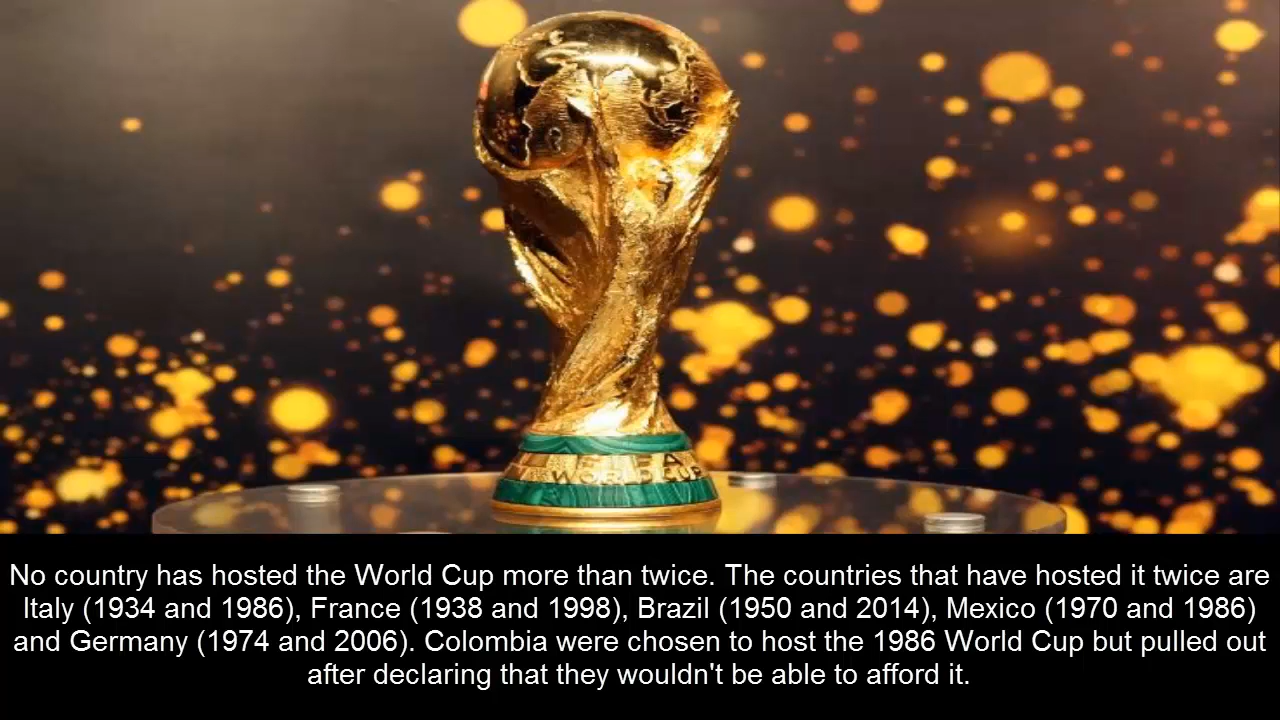 FIFA
WORLD CUP
No country has hosted the World Cup more than twice. The countries that have hosted it twice are
Italy (1934 and 1986), France (1938 and 1998), Brazil (1950 and 2014), Mexico (1970 and 1986)
and Germany (1974 and 2006). Colombia were chosen to host the 1986 World Cup but pulled out
after declaring that they wouldn't be able to afford it.